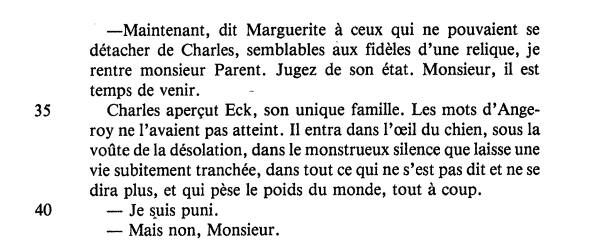 —Maintenant, dit Marguerite à ceux qui ne pouvaient se
détacher de Charles, semblables aux fidèles d'une relique, je
rentre monsieur Parent. Jugez de son état. Monsieur, il est
temps de venir.
35 Charles aperçut Eck, son unique famille. Les mots d'Ange-
roy ne l'avaient pas atteint. Il entra dans l'œil du chien, sous la
voûte de la désolation, dans le monstrueux silence que laisse une
vie subitement tranchée, dans tout ce qui ne s'est pas dit et ne se
dira plus, et qui pèse le poids du monde, tout à coup.
40 — Je suis puni.
— Mais non, Monsieur.